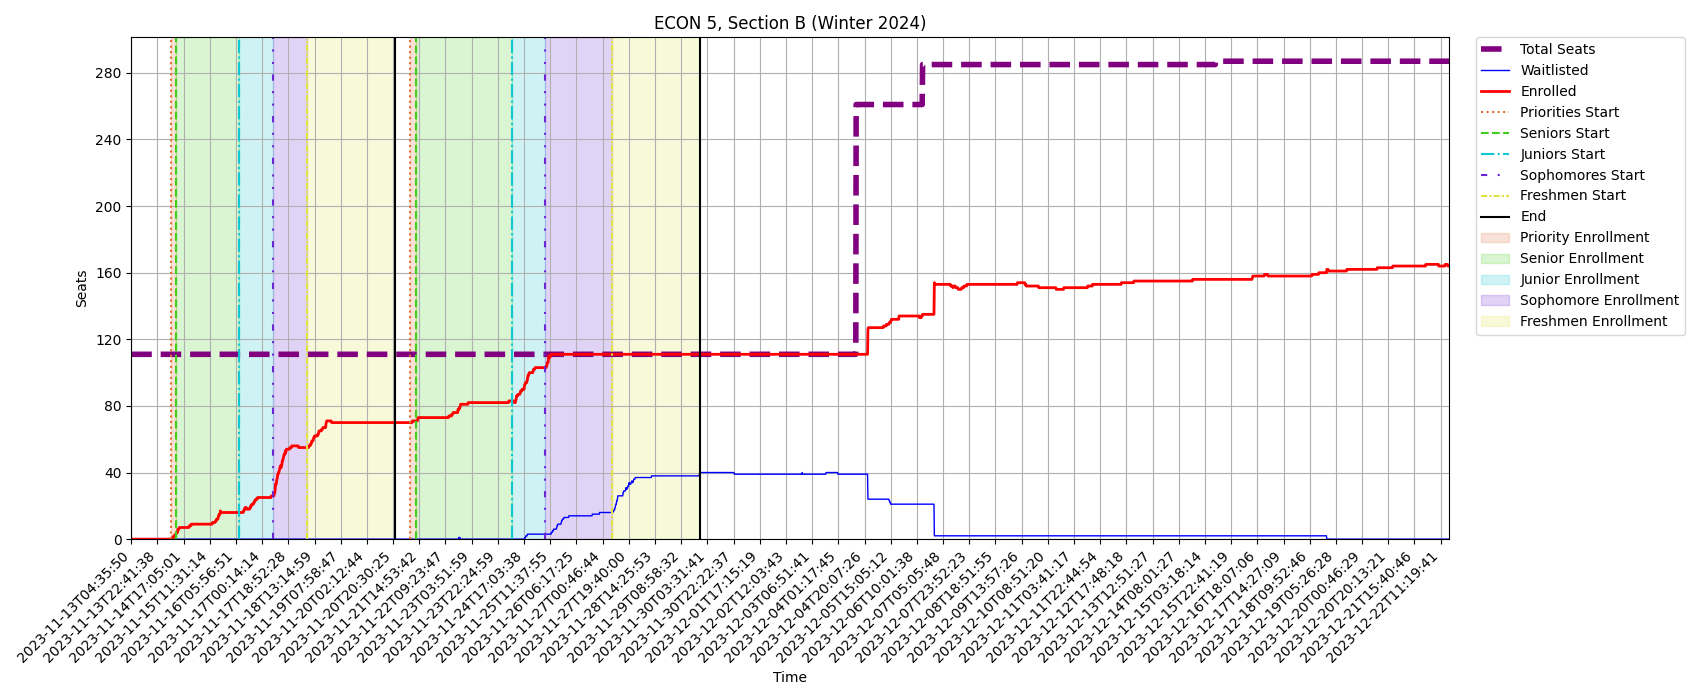 ECON 5, Section B (Winter 2024)
Seats
280
240
200
160
120
80
40
0
2023-11-13T04:35:50
2023-11-13T22:41:38
2023-11-14T17:05:01
2023-11-15T11:31:14
2023-11-16T05:56:51
2023-11-17T00:14:14
2023-11-17T18:52:28
2023-11-18T13:14:59
2023-11-19T07:58:47
2023-11-20T02:12:44
2023-11-20T20:30:25
2023-11-21T14:53:42
2023-11-22T09:23:47
2023-11-23T03:51:59
2023-11-23T22:24:59
2023-11-24T17:03:38
2023-11-25T11:37:55
2023-11-26T06:17:25
2023-11-27T00:46:44
2023-11-27T19:40:00
2023-11-28T14:25:53
2023-11-29T08:58:32
2023-11-30T03:31:41
2023-11-30T22:22:37
2023-12-01T17:15:19
2023-12-02T12:03:43
2023-12-03T06:51:41
2023-12-04T01:17:45
2023-12-04T20:07:26
2023-12-05T15:05:12
2023-12-06T10:01:38
2023-12-07T05:05:48
2023-12-07T23:52:23
2023-12-08T18:51:55
2023-12-09T13:57:26
2023-12-10T08:51:20
2023-12-11T03:41:17
2023-12-11T22:44:54
2023-12-12T17:48:18
2023-12-13T12:51:27
2023-12-14T08:01:27
2023-12-15T03:18:14
2023-12-15T22:41:19
2023-12-16T18:07:06
2023-12-17T14:27:09
2023-12-18T09:52:46
2023-12-19T05:26:28
2023-12-20T00:46:29
2023-12-20T20:13:21
2023-12-21T15:40:46
2023-12-22T11:19:41
Time
Total Seats
Waitlisted
Enrolled
Priorities Start
Seniors Start
Juniors Start
Sophomores Start
Freshmen Start
End
Priority Enrollment
Senior Enrollment
Junior Enrollment
Sophomore Enrollment
Freshmen Enrollment